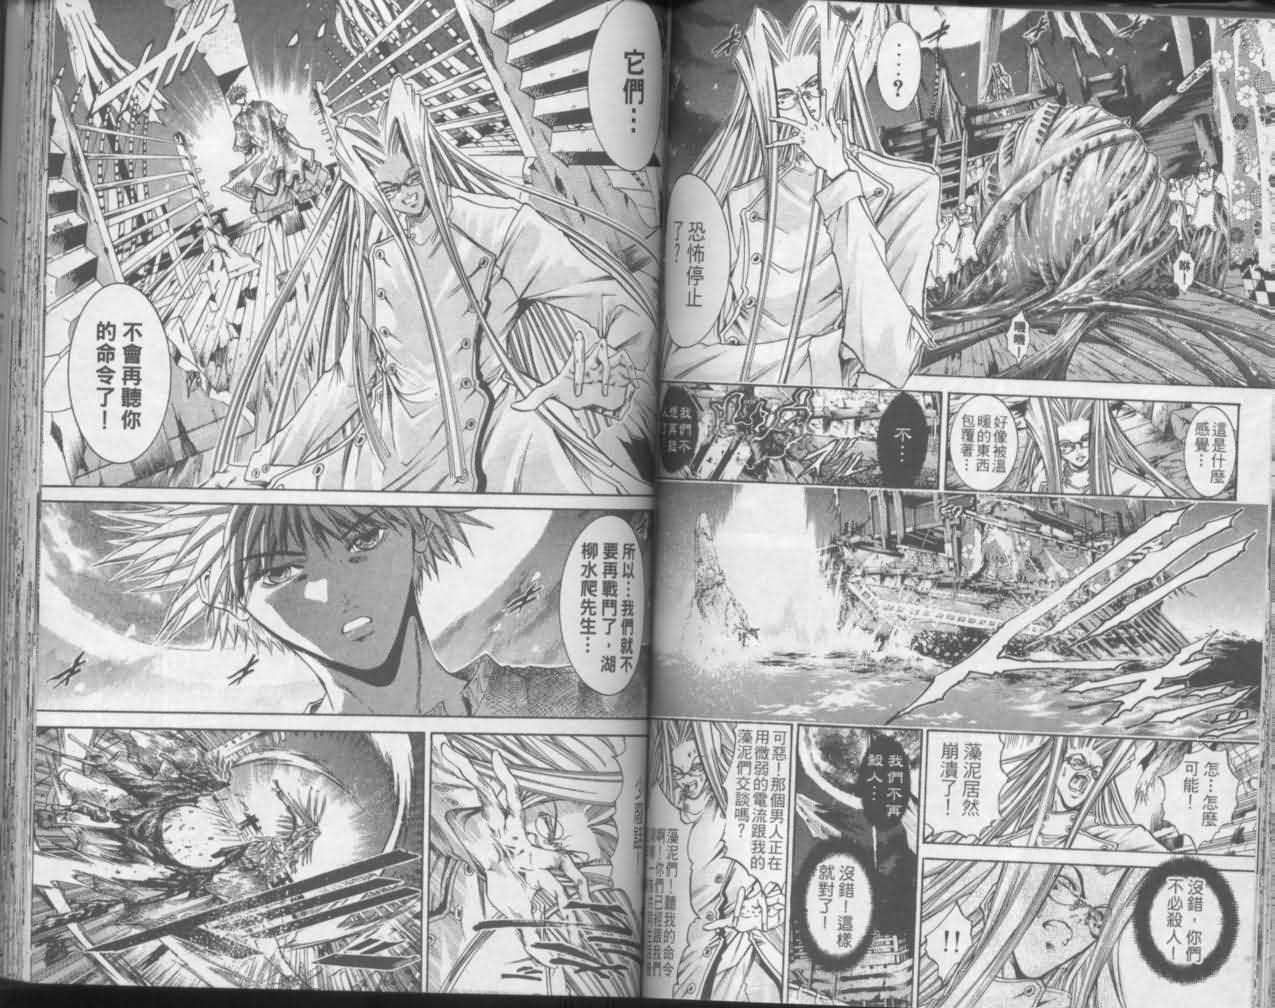 ‥‥?
恐怖停止
了?
咻ー!
嚕嚕ー!
這是什麼
感覺…
好像被溫
暖的東西
包覆著…
不…
怎…怎麼
可能!
藻泥居然
崩潰了!
我們不再
殺人…
可惡!那個男人正在
用微弱的電流跟我的
藻泥們交談嗎?
沒錯,你們
不必殺人!
!!
沒錯!這樣
就對了!
藻泥們!聽我的命令
它們…
不會再聽你
的命令了!
所以…我們就不
要再戰鬥了,湖
柳水爬先生…